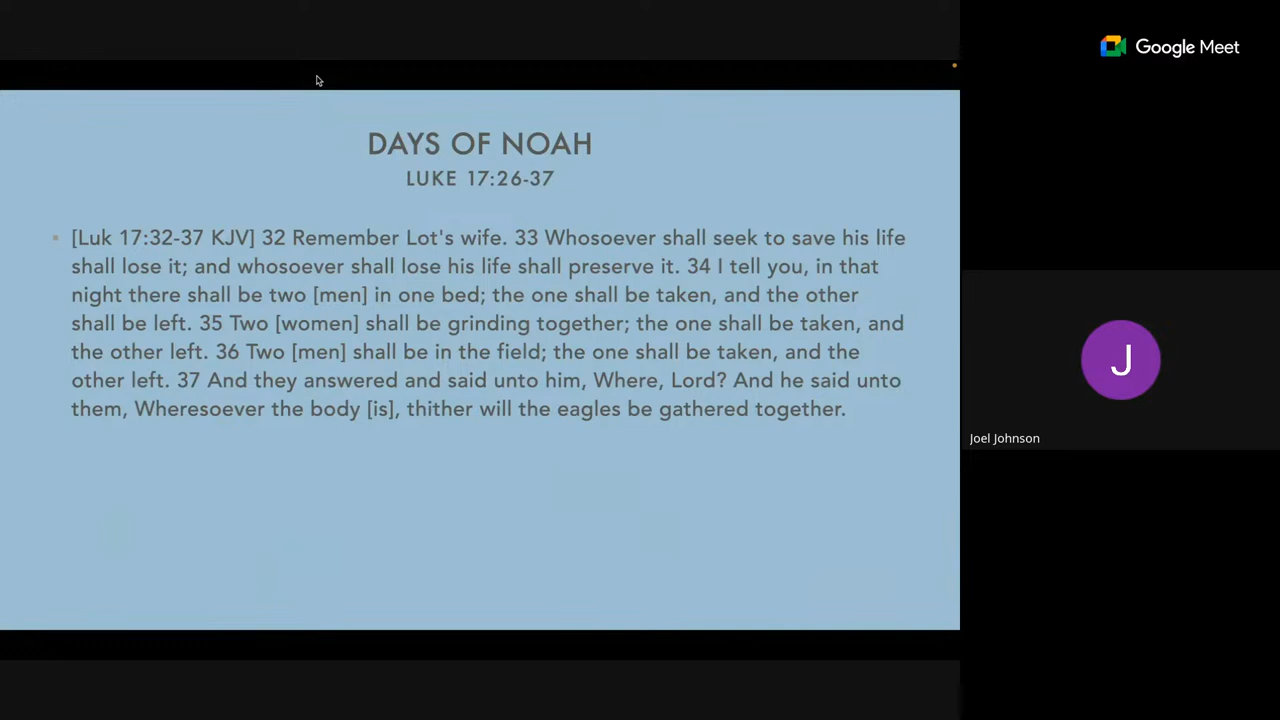 Google Meet
DAYS OF NOAH
LUKE 17:26-37
• [Luk 17:32-37 KJV] 32 Remember Lot's wife. 33 Whosoever shall seek to save his life
shall lose it; and whosoever shall lose his life shall preserve it. 34 I tell you, in that
night there shall be two [men] in one bed; the one shall be taken, and the other
shall be left. 35 Two [women] shall be grinding together; the one shall be taken, and
the other left. 36 Two [men] shall be in the field; the one shall be taken, and the
other left. 37 And they answered and said unto him, Where, Lord? And he said unto
them, Wheresoever the body [is], thither will the eagles be gathered together.
J
Joel Johnson